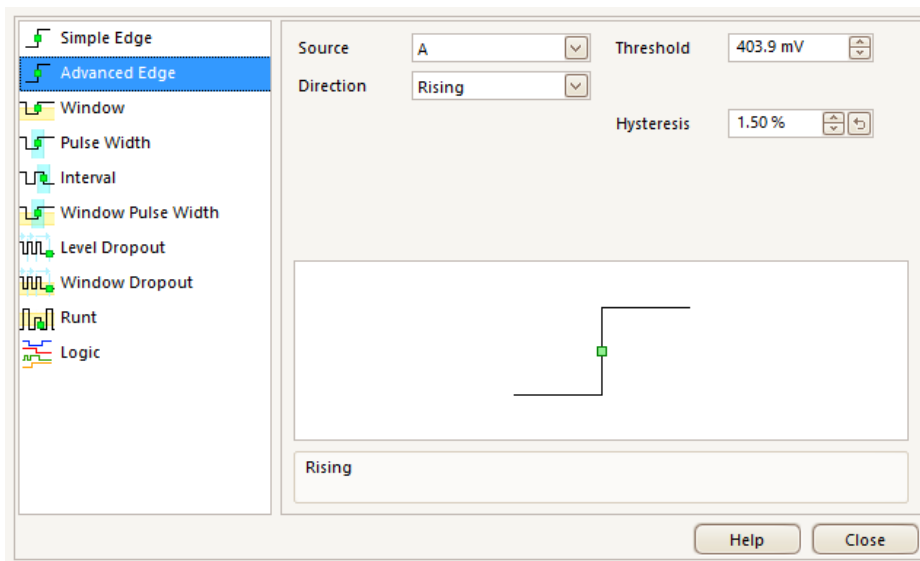 Simple Edge
Advanced Edge
Window
Pulse Width
Interval
Window Pulse Width
Level Dropout
Window Dropout
Runt
Logic
Source A Threshold 403.9 mV
Direction Rising
Hysteresis 1.50 %
Rising
Help Close